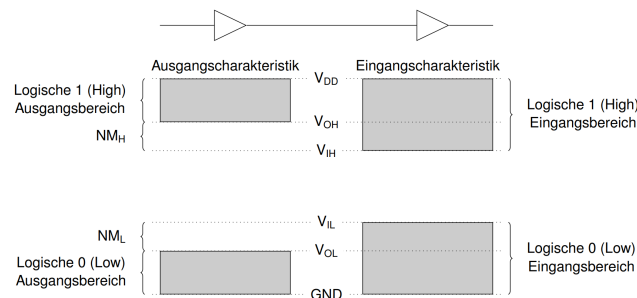 Ausgangscharakteristik
V_DD
Eingangscharakteristik
Logische 1 (High)
Ausgangsbereich
Logische 1 (High)
Eingangsbereich
V_OH
NM_H
V_IH
V_IL
NM_L
V_OL
Logische 0 (Low)
Ausgangsbereich
Logische 0 (Low)
Eingangsbereich
GND